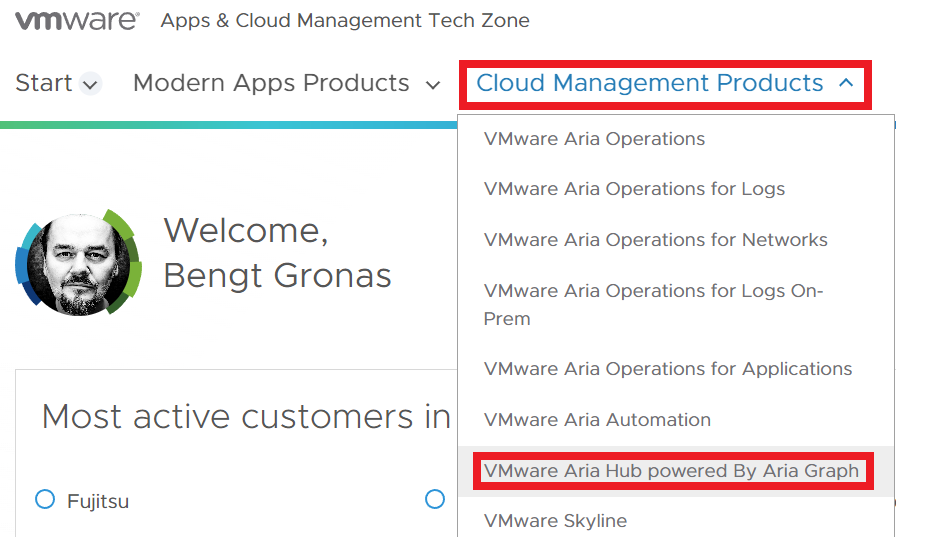 vmware® Apps & Cloud Management Tech Zone
Start Modern Apps Products Cloud Management Products
VMware Aria Operations
VMware Aria Operations for Logs
VMware Aria Operations for Networks
VMware Aria Operations for Logs On-
Prem
VMware Aria Operations for Applications
VMware Aria Automation
VMware Aria Hub powered By Aria Graph
VMware Skyline
Welcome,
Bengt Gronas
Most active customers in
Fujitsu